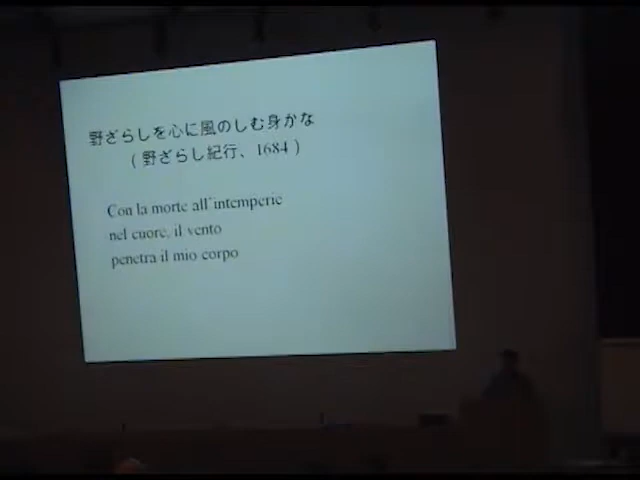 野ざらしを心に風のしむ身かな
(野ざらし紀行、1684)
Con la morte all'intemperie
nel cuore, il vento
penetra il mio corpo